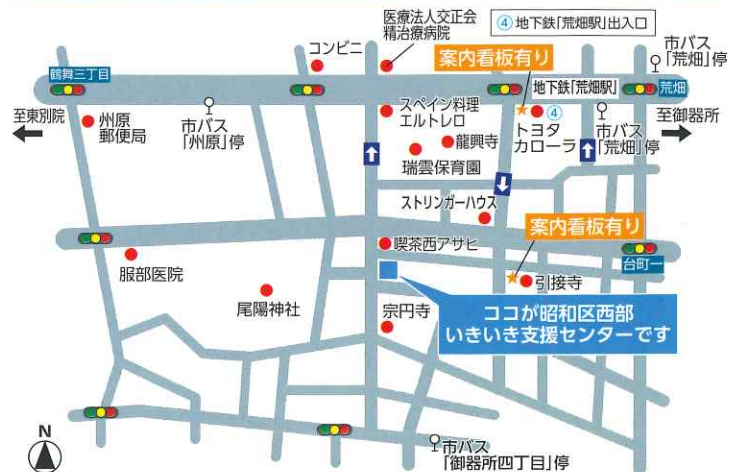 医療法人交正会
精治療病院
④ 地下鉄「荒畑駅」出入口
コンビニ
市バス
「荒畑」停
鶴舞三丁目
案内看板有り
地下鉄「荒畑駅」
荒畑
至東別院
州原
郵便局
市バス
「州原」停
スペイン料理
エルトレロ
④
トヨタ
カローラ
市バス
「荒畑」停
至御器所
龍興寺
瑞雲保育園
ストリンガーハウス
案内看板有り
喫茶西アサヒ
台町一
服部医院
引接寺
尾陽神社
宗円寺
ココが昭和区西部
いきいき支援センターです
N
市バス
「御器所四丁目」停